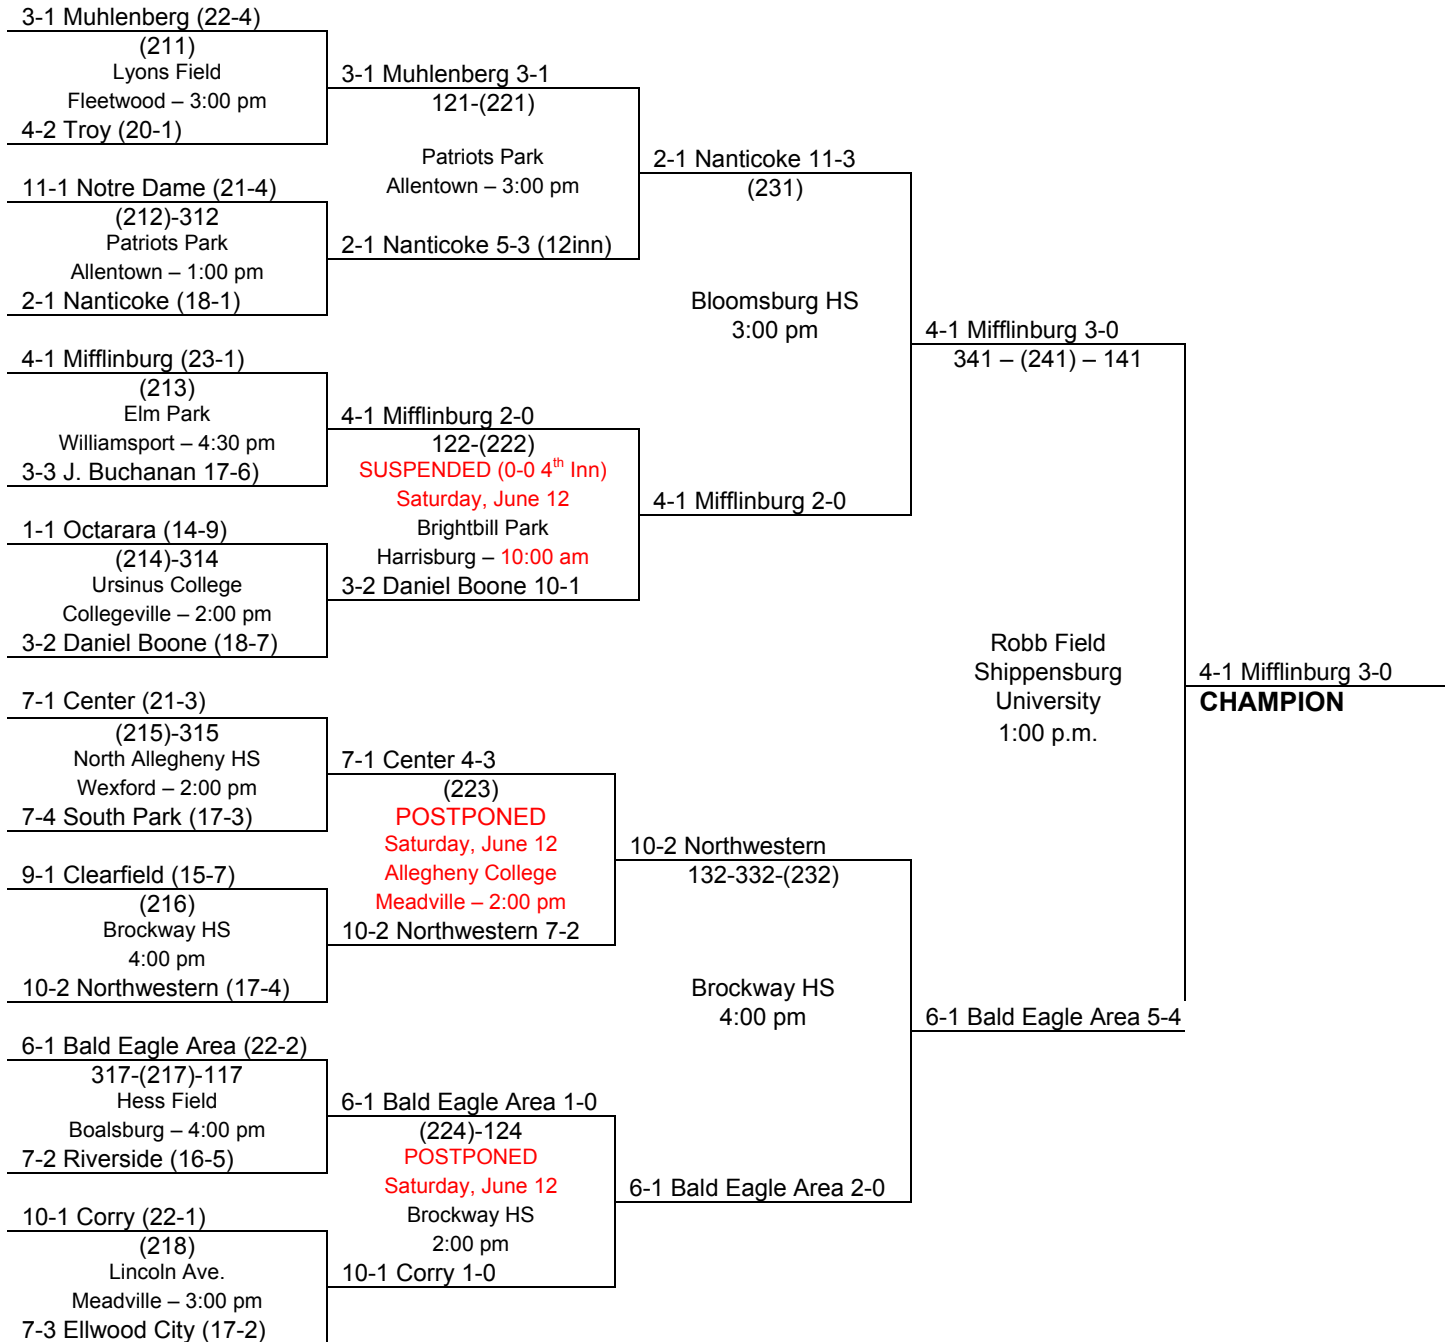 3-1 Muhlenberg (22-4)
(211)
Lyons Field
Fleetwood – 3:00 pm
4-2 Troy (20-1)
11-1 Notre Dame (21-4)
(212)-312
Patriots Park
Allentown – 1:00 pm
2-1 Nanticoke (18-1)
4-1 Mifflinburg (23-1)
(213)
Elm Park
Williamsport – 4:30 pm
3-3 J. Buchanan 17-6)
1-1 Octarara (14-9)
(214)-314
Ursinus College
Collegeville – 2:00 pm
3-2 Daniel Boone (18-7)
7-1 Center (21-3)
(215)-315
North Allegheny HS
Wexford – 2:00 pm
7-4 South Park (17-3)
9-1 Clearfield (15-7)
(216)
Brockway HS
4:00 pm
10-2 Northwestern (17-4)
6-1 Bald Eagle Area (22-2)
317-(217)-117
Hess Field
Boalsburg – 4:00 pm
7-2 Riverside (16-5)
10-1 Corry (22-1)
(218)
Lincoln Ave.
Meadville – 3:00 pm
7-3 Ellwood City (17-2)
3-1 Muhlenberg 3-1
121-(221)
Patriots Park
Allentown – 3:00 pm
2-1 Nanticoke 5-3 (12inn)
4-1 Mifflinburg 2-0
122-(222)
SUSPENDED (0-0 4th Inn)
Saturday, June 12
Brightbill Park
Harrisburg – 10:00 am
3-2 Daniel Boone 10-1
7-1 Center 4-3
(223)
POSTPONED
Saturday, June 12
Allegheny College
Meadville – 2:00 pm
10-2 Northwestern 7-2
6-1 Bald Eagle Area 1-0
(224)-124
POSTPONED
Saturday, June 12
Brockway HS
2:00 pm
10-1 Corry 1-0
2-1 Nanticoke 11-3
(231)
Bloomsburg HS
3:00 pm
4-1 Mifflinburg 2-0
10-2 Northwestern
132-332-(232)
Brockway HS
4:00 pm
6-1 Bald Eagle Area 2-0
4-1 Mifflinburg 3-0
341 – (241) – 141
Robb Field
Shippensburg
University
1:00 p.m.
6-1 Bald Eagle Area 5-4
4-1 Mifflinburg 3-0
CHAMPION